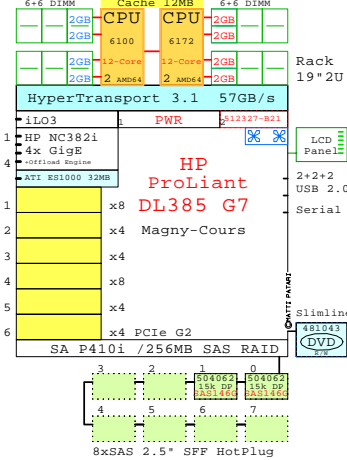 6+6 DIMM Cache 12MB 6+6 DIMM
2GB CPU CPU 2GB
2GB 6100 6172 2GB
2GB 12-Core 12-Core 2GB
2GB 2 AMD64 2 AMD64 2GB
Rack
19"2U
HyperTransport 3.1 57GB/s
iLO3 1 PWR 2 512327-B21
1 HP NC382i
4x GigE
4 +Offload Engine
ATI ES1000 32MB
LCD
Panel
2+2+2
USB 2.0
Serial
HP
ProLiant
DL385 G7
Magny-Cours
1 x8
2 x4
3 x4
4 x8
5 x4
6 x4 PCIe G2
©MATTI PATARI
Slimline
481043
DVD
R/W
SA P410i /256MB SAS RAID
3 2 1 0
504062 504062
15k DP 15k DP
SAS146G SAS146G
4 5 6 7
8xSAS 2.5" SFF HotPlug